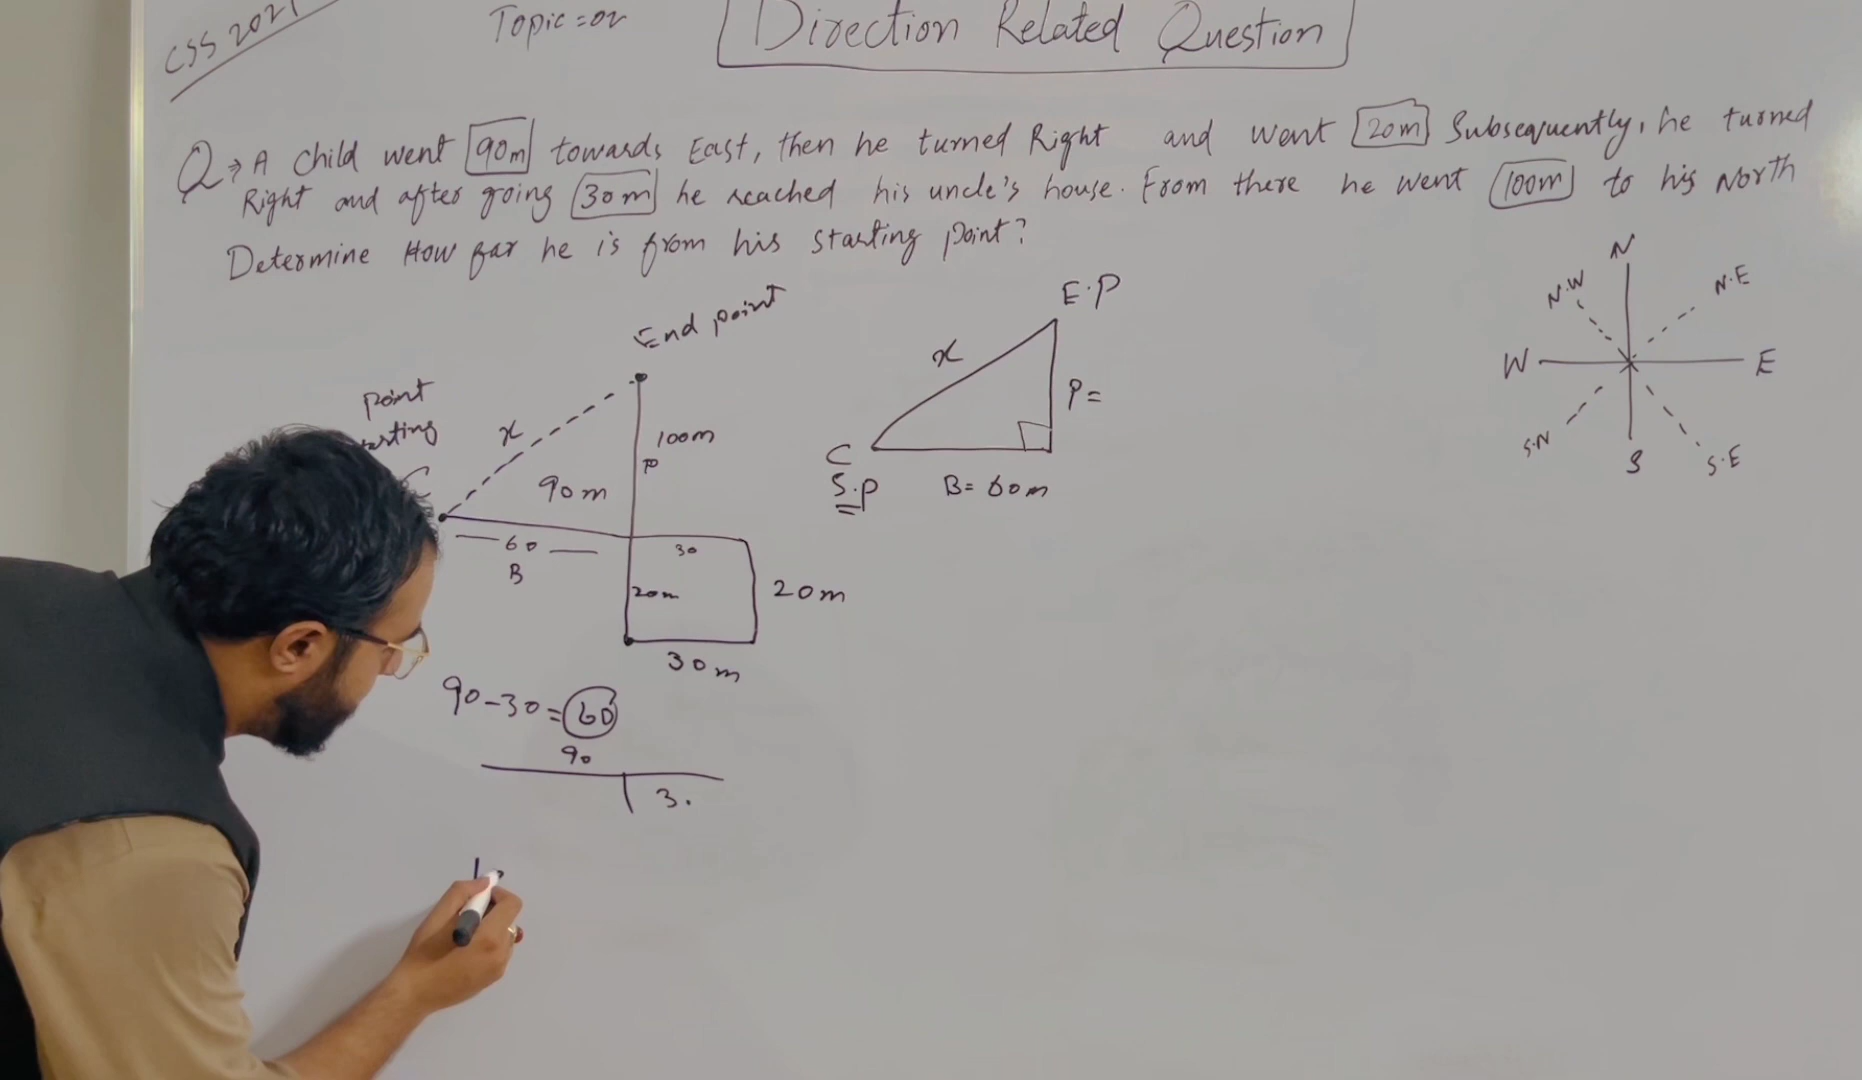 CSS 2021
Topic = 02
Direction Related Question
Q⇒ A Child went 90m towards East, then he turned Right and went 20m Subsequently, he turned
Right and after going 30m he reached his uncle's house. From there he went 100m to his North
Determine How far he is from his starting point?
N
N.W
N.E
W
E
S.N
S
S.E
End point
point
x
100m
P
90m
60
B
30
20m
20m
30m
E.P
x
P=
C
S.P
B= 60m
90-30=60
90
3.